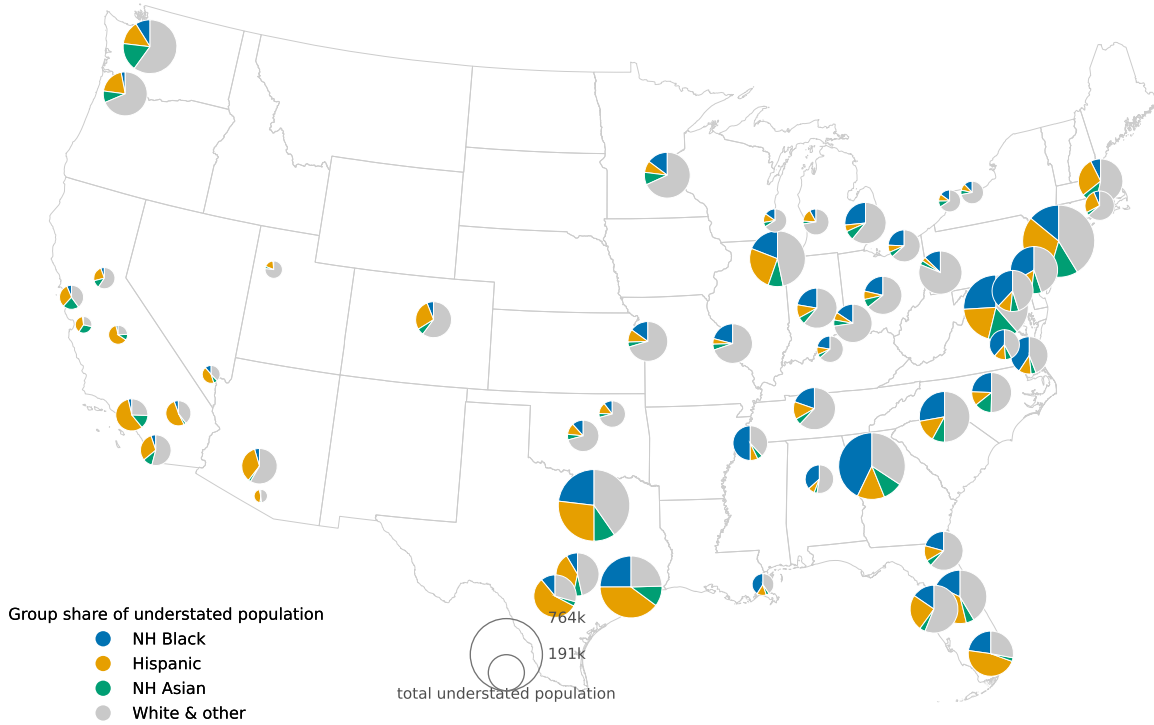 Group share of understated population
NH Black
Hispanic
NH Asian
White & other
764k
191k
total understated population